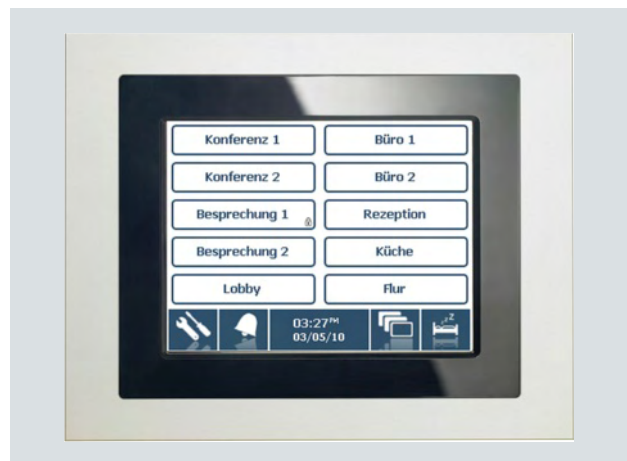 Konferenz 1
Büro 1
Konferenz 2
Büro 2
Besprechung 1
Rezeption
Besprechung 2
Küche
Lobby
Flur
03:27PM
03/05/10
zzZ